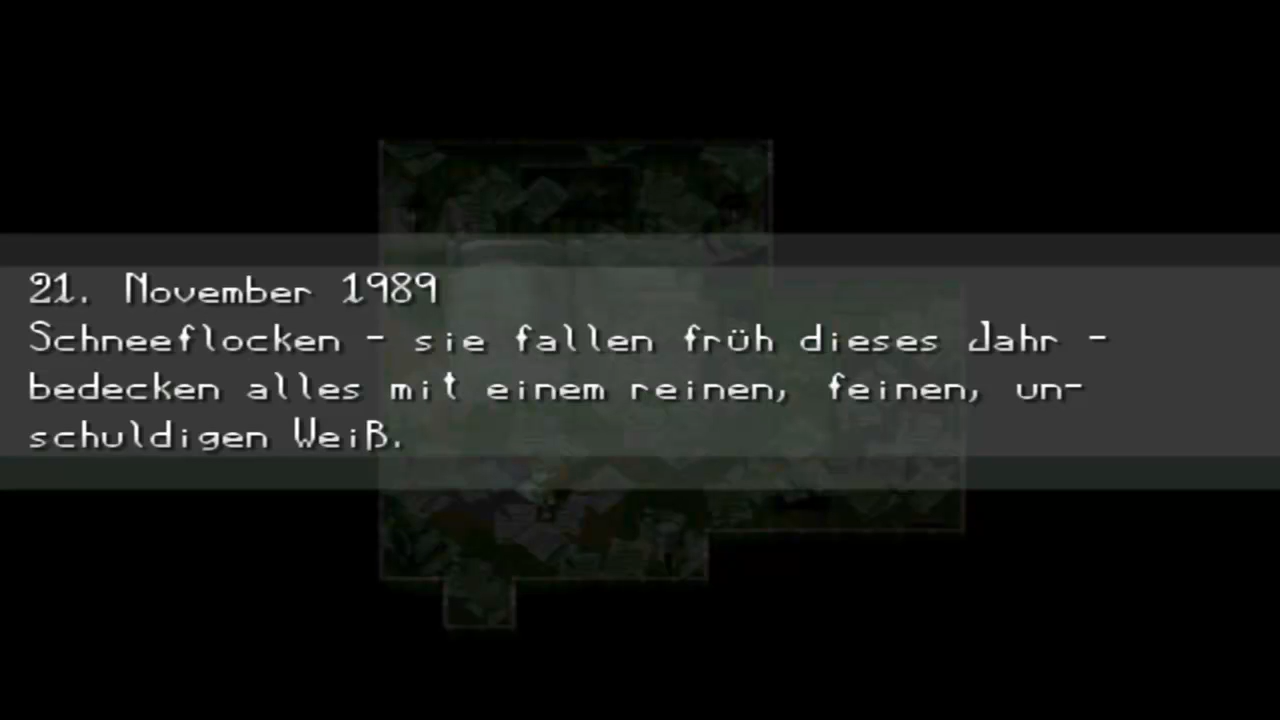 21. November 1989
Schneeflocken - sie fallen früh dieses Jahr -
bedecken alles mit einem reinen, feinen, un-
schuldigen Weiß.